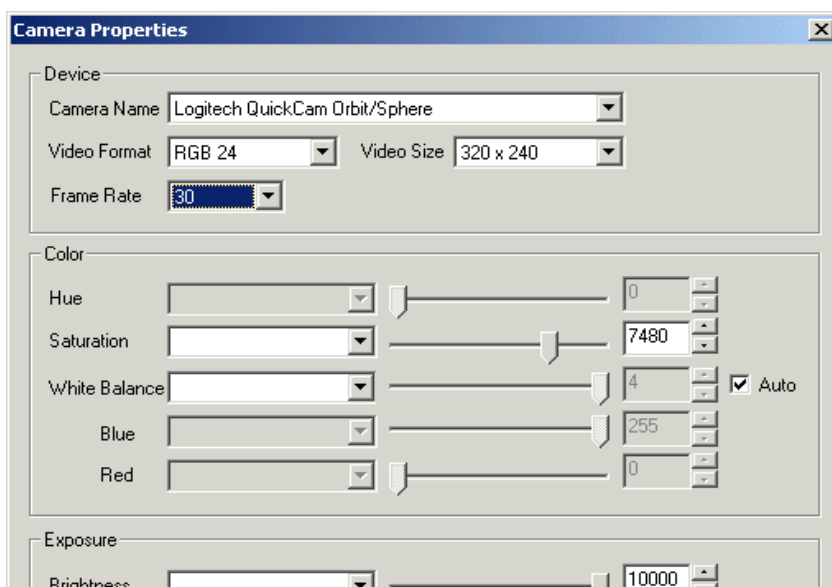 Camera Properties
Device
Camera Name Logitech QuickCam Orbit/Sphere
Video Format RGB 24 Video Size 320 x 240
Frame Rate 30
Color
Hue 0
Saturation 7480
White Balance 4 Auto
Blue 255
Red 0
Exposure
Brightness 10000